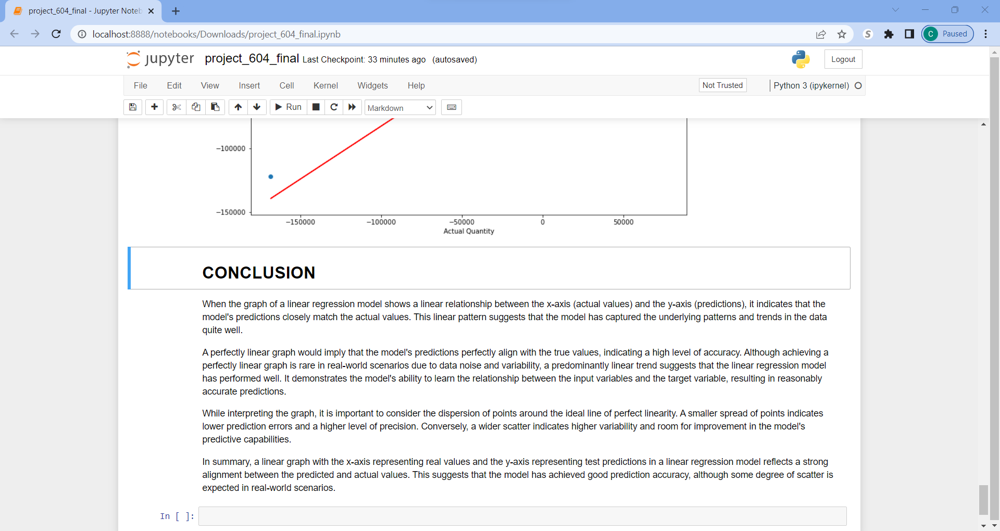 project_604_final - Jupyter Noteb
localhost:8888/notebooks/Downloads/project_604_final.ipynb
S
C Paused
jupyter project_604_final Last Checkpoint: 33 minutes ago (autosaved)
Logout
File Edit View Insert Cell Kernel Widgets Help
Not Trusted
Python 3 (ipykernel)
Run
Markdown
−100000
−150000
−150000 −100000 −50000 0 50000
Actual Quantity
CONCLUSION
When the graph of a linear regression model shows a linear relationship between the x-axis (actual values) and the y-axis (predictions), it indicates that the
model's predictions closely match the actual values. This linear pattern suggests that the model has captured the underlying patterns and trends in the data
quite well.
A perfectly linear graph would imply that the model's predictions perfectly align with the true values, indicating a high level of accuracy. Although achieving a
perfectly linear graph is rare in real-world scenarios due to data noise and variability, a predominantly linear trend suggests that the linear regression model
has performed well. It demonstrates the model's ability to learn the relationship between the input variables and the target variable, resulting in reasonably
accurate predictions.
While interpreting the graph, it is important to consider the dispersion of points around the ideal line of perfect linearity. A smaller spread of points indicates
lower prediction errors and a higher level of precision. Conversely, a wider scatter indicates higher variability and room for improvement in the model's
predictive capabilities.
In summary, a linear graph with the x-axis representing real values and the y-axis representing test predictions in a linear regression model reflects a strong
alignment between the predicted and actual values. This suggests that the model has achieved good prediction accuracy, although some degree of scatter is
expected in real-world scenarios.
In [ ]: